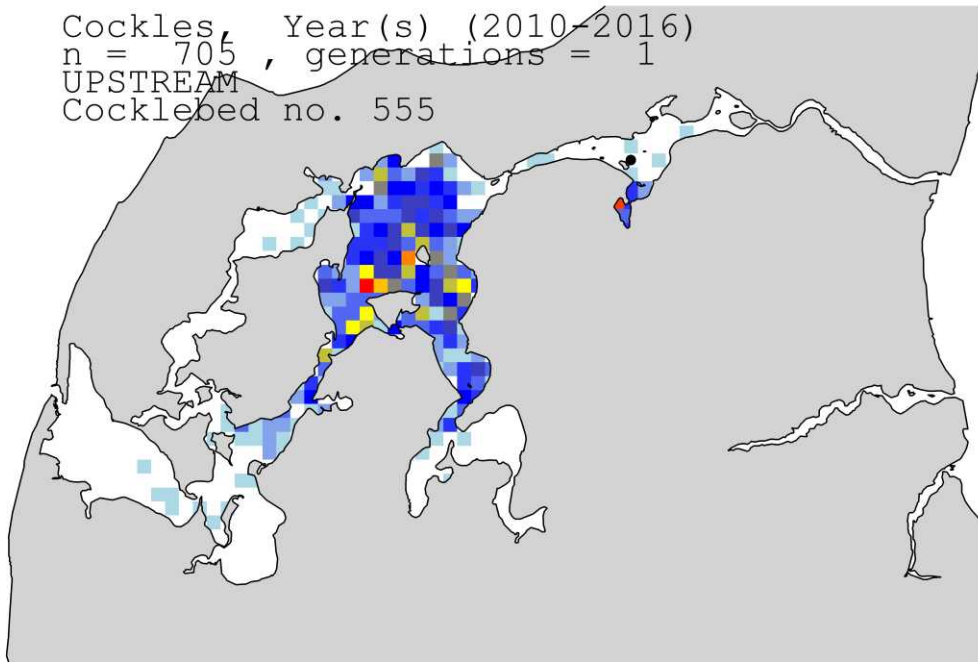 Cockles,  Year(s) (2010-2016)
n =  705 , generations =  1
UPSTREAM
Cocklebed no. 555